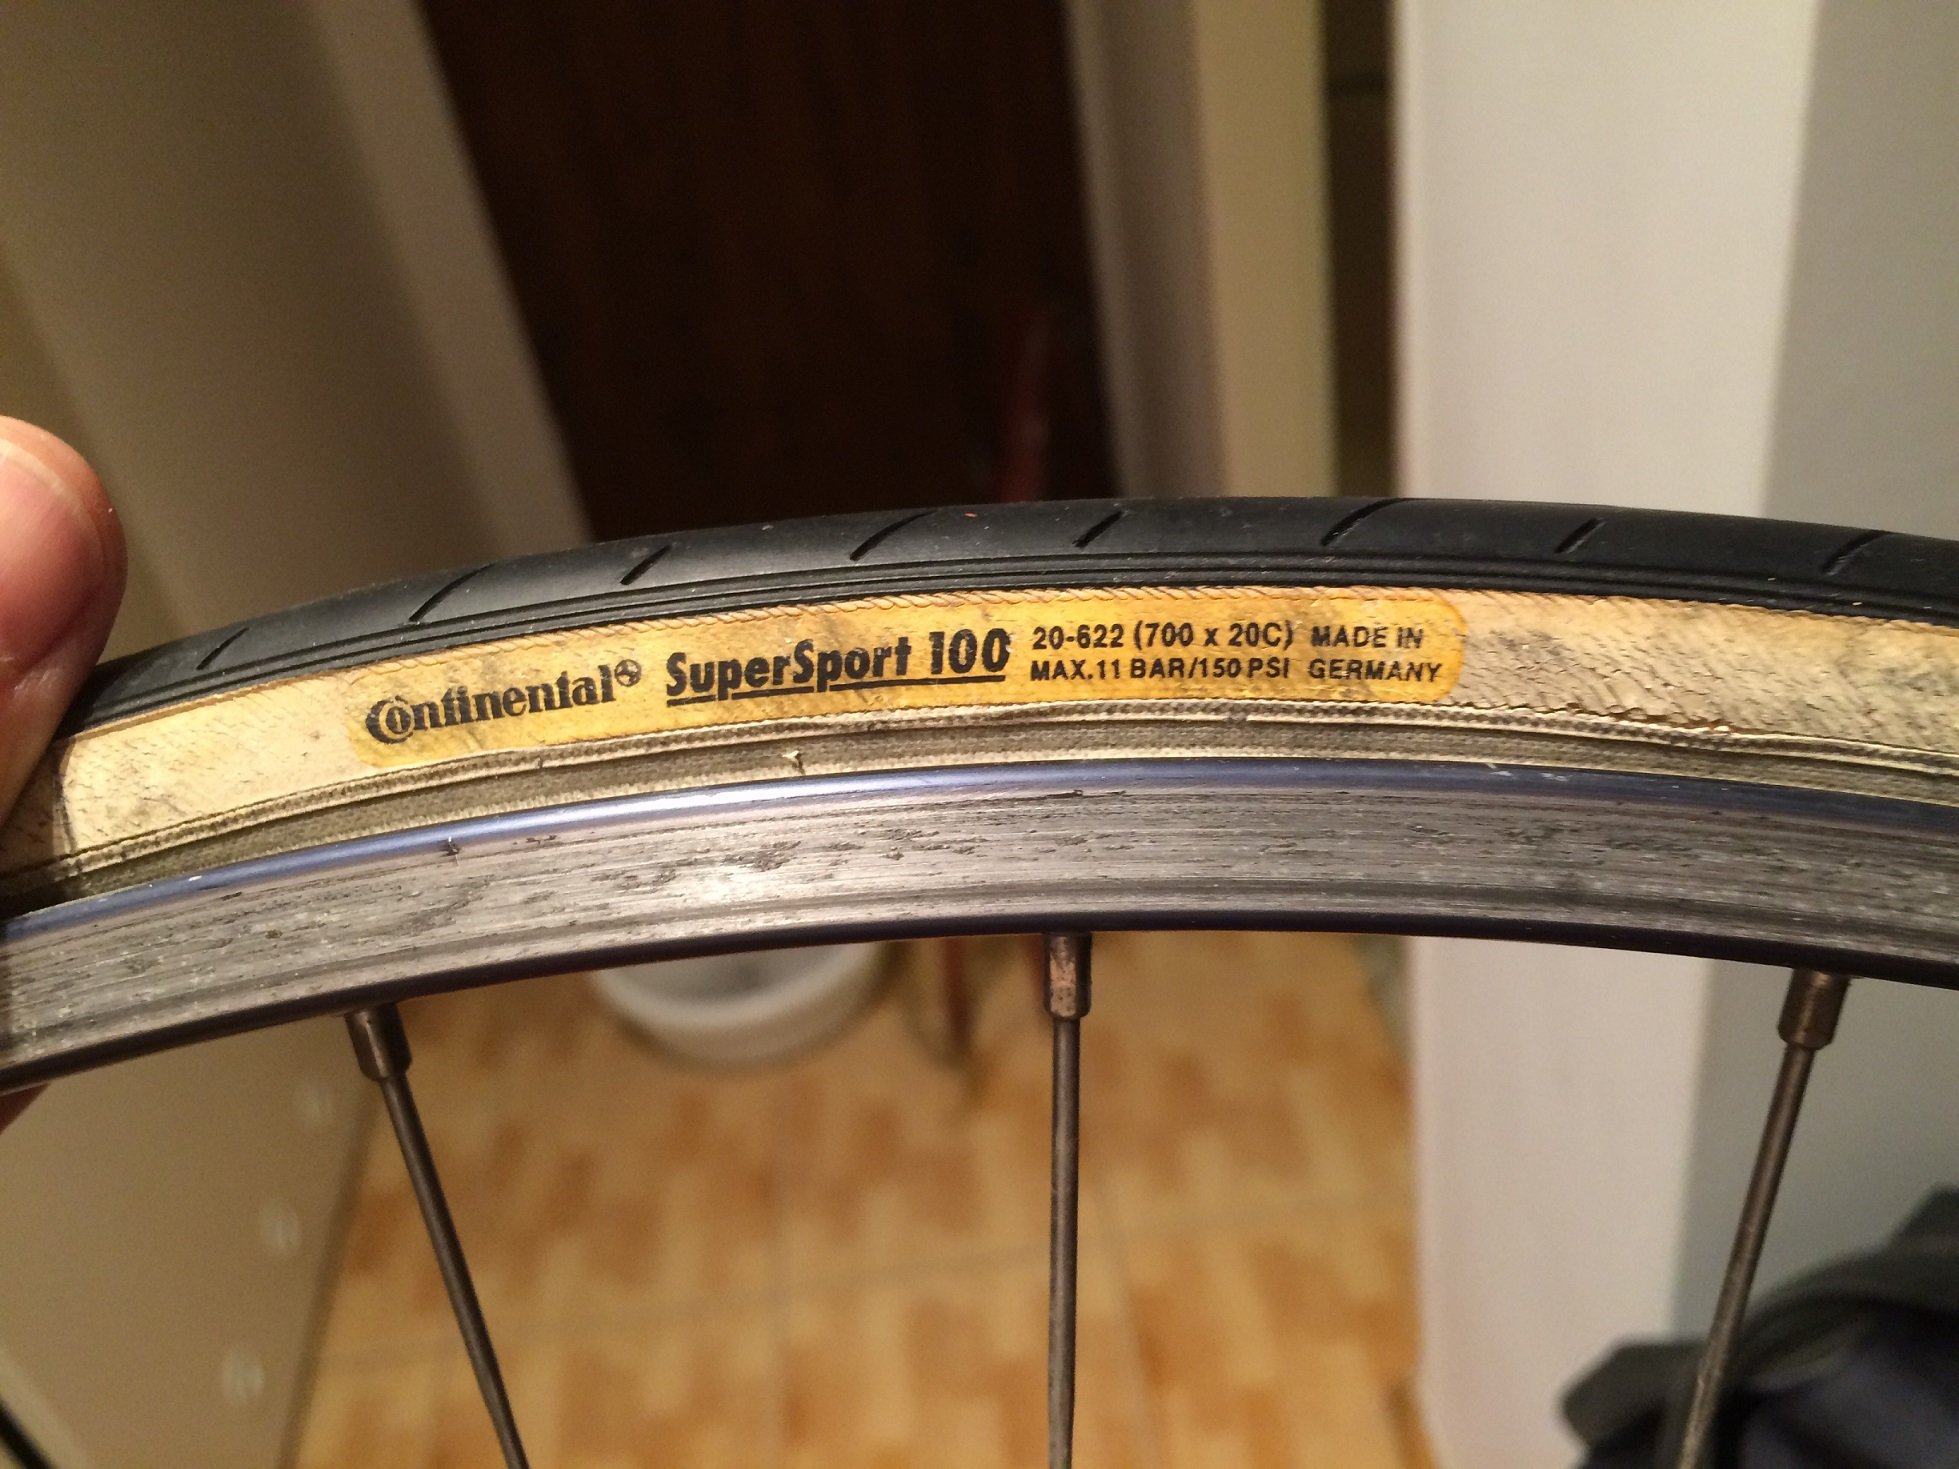 Continental SuperSport 100 20-622 (700 x 20C) MADE IN
MAX.11 BAR/150 PSI GERMANY